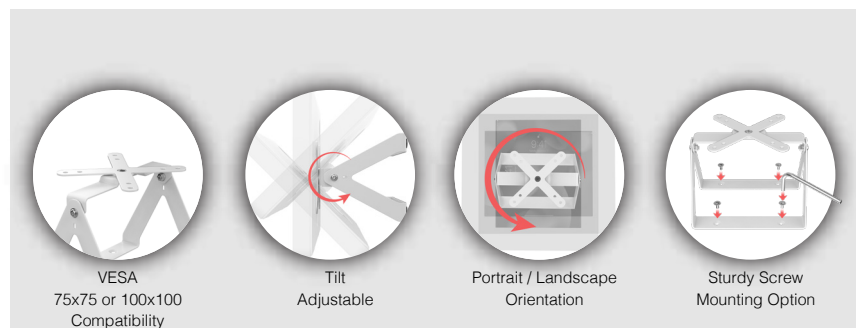 VESA
75x75 or 100x100
Compatibility
Tilt
Adjustable
Portrait / Landscape
Orientation
Sturdy Screw
Mounting Option